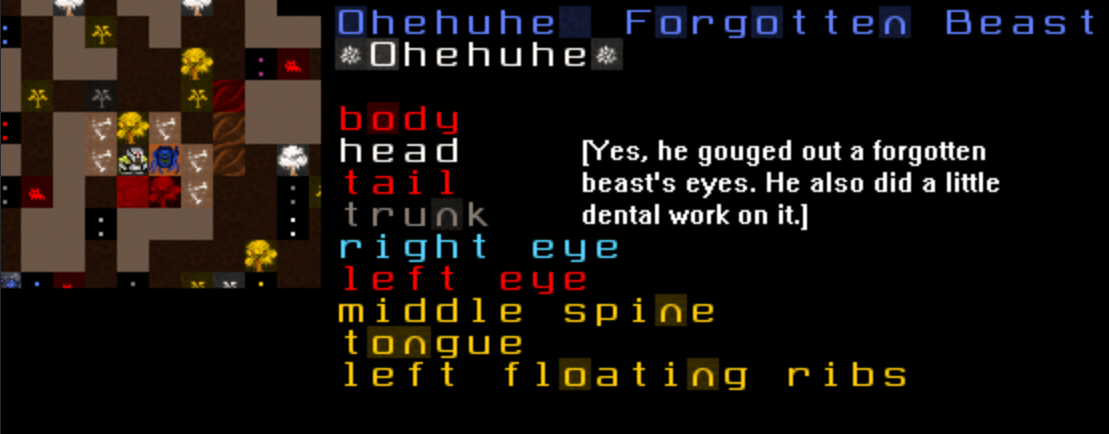 Ohehuhe Forgotten Beast
Ohehuhe
body
head
tail
trunk
right eye
left eye
middle spine
tongue
left floating ribs
[Yes, he gouged out a forgotten
beast's eyes. He also did a little
dental work on it.]